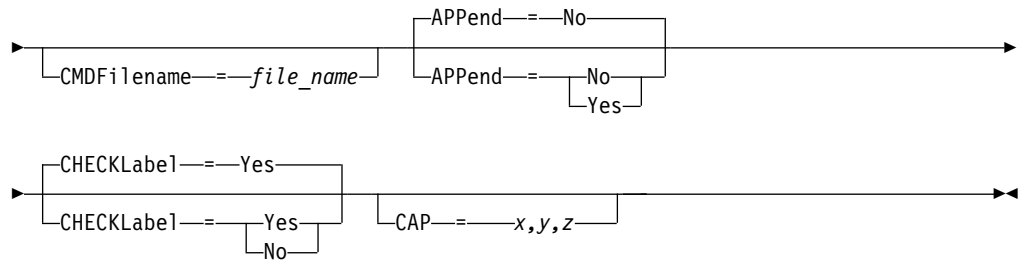 APPend = No
CMDFilename = file_name APPend = No
Yes
CHECKLabel = Yes
CHECKLabel = Yes CAP = x,y,z
No